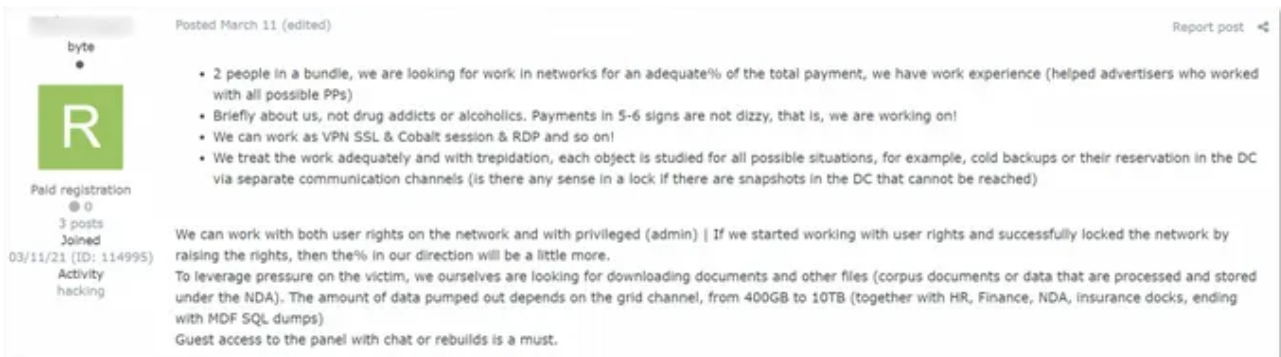 Posted March 11 (edited)
Report post
byte
R
Paid registration
0
3 posts
Joined
03/11/21 (ID: 114995)
Activity
hacking
• 2 people in a bundle, we are looking for work in networks for an adequate% of the total payment, we have work experience (helped advertisers who worked
with all possible PPs)
• Briefly about us, not drug addicts or alcoholics. Payments in 5-6 signs are not dizzy, that is, we are working on!
• We can work as VPN SSL & Cobalt session & RDP and so on!
• We treat the work adequately and with trepidation, each object is studied for all possible situations, for example, cold backups or their reservation in the DC
via separate communication channels (is there any sense in a lock if there are snapshots in the DC that cannot be reached)
We can work with both user rights on the network and with privileged (admin) | If we started working with user rights and successfully locked the network by
raising the rights, then the% in our direction will be a little more.
To leverage pressure on the victim, we ourselves are looking for downloading documents and other files (corpus documents or data that are processed and stored
under the NDA). The amount of data pumped out depends on the grid channel, from 400GB to 10TB (together with HR, Finance, NDA, insurance docks, ending
with MDF SQL dumps)
Guest access to the panel with chat or rebuilds is a must.